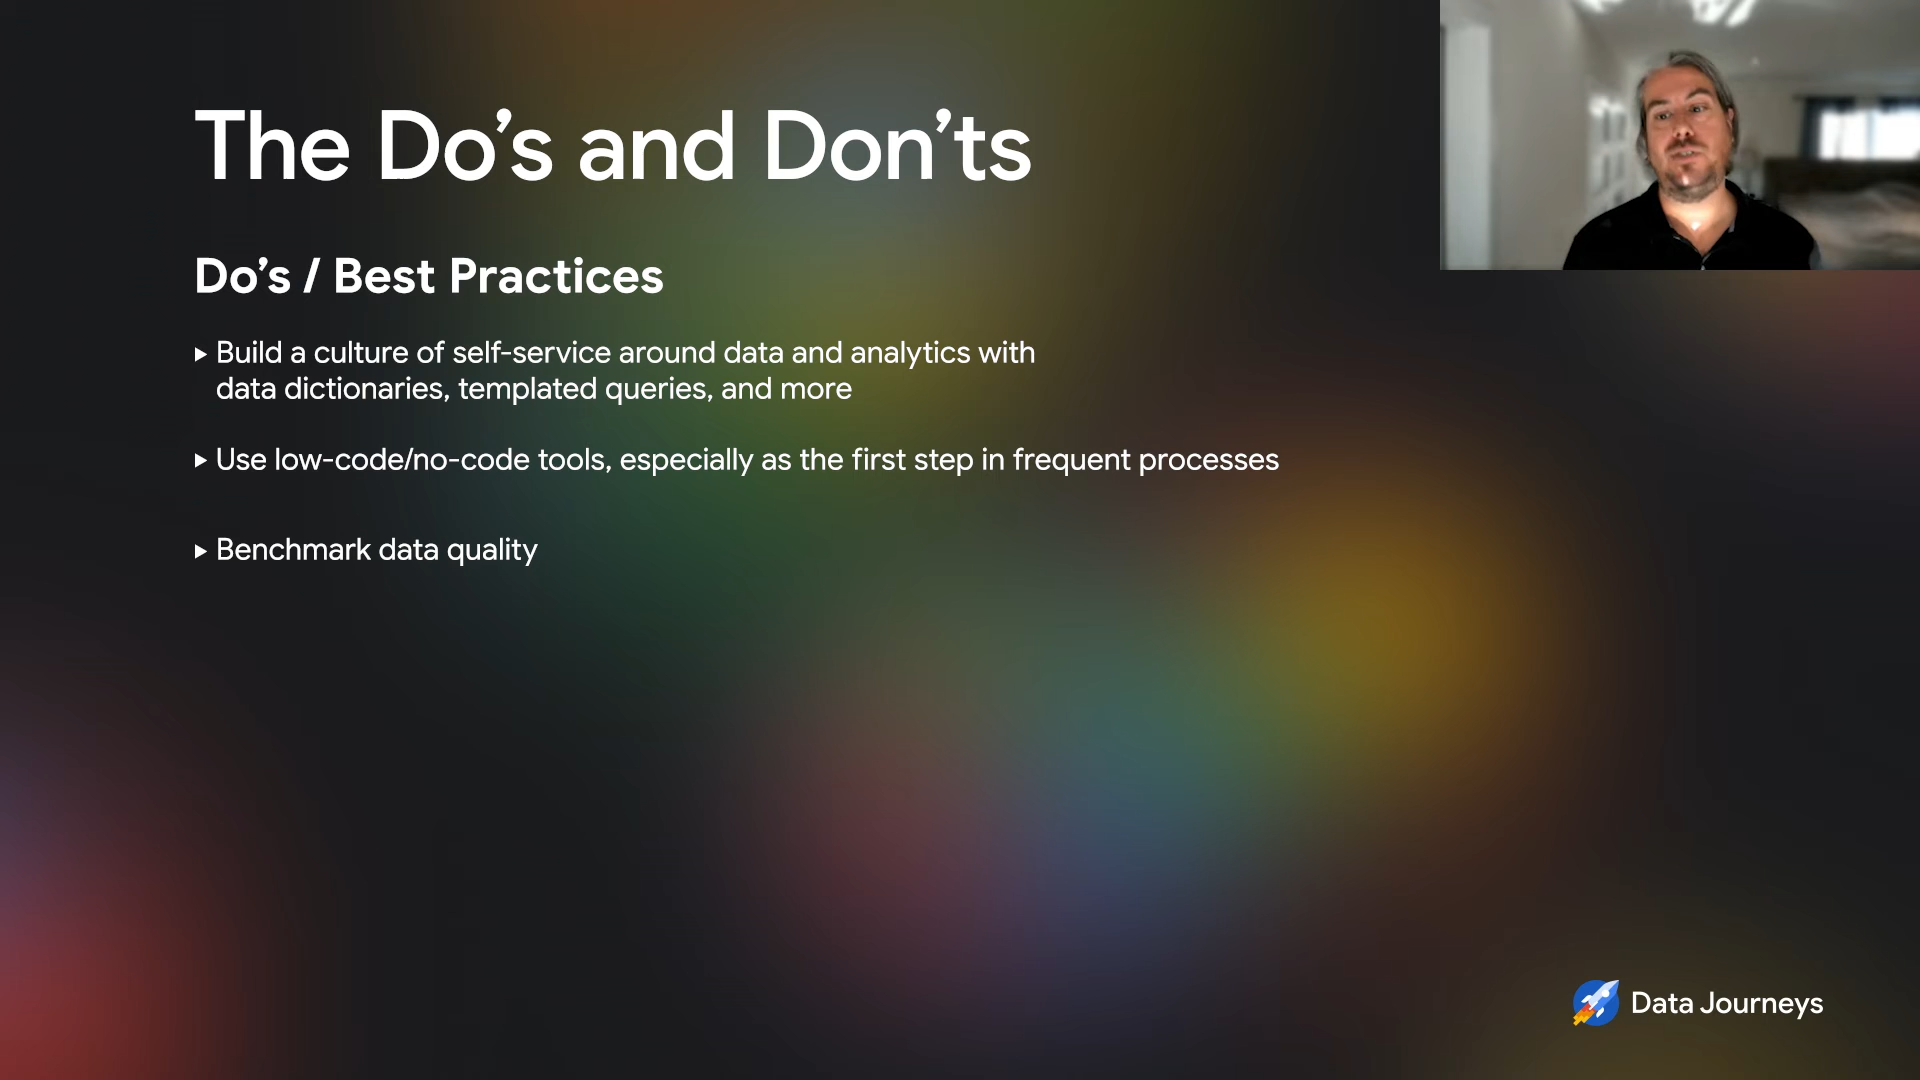 The Do’s and Don’ts
Do’s / Best Practices
▸ Build a culture of self-service around data and analytics with
data dictionaries, templated queries, and more
▸ Use low-code/no-code tools, especially as the first step in frequent processes
▸ Benchmark data quality
Data Journeys